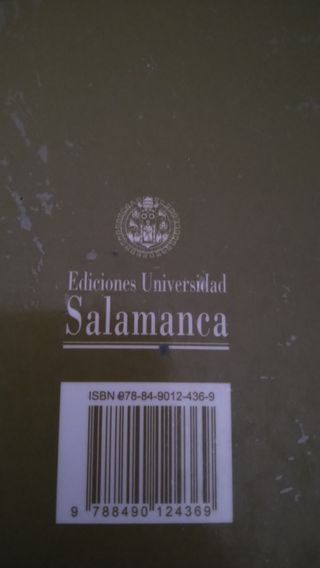 Ediciones Universidad
Salamanca
ISBN 978-84-9012-436-9
9 788490 124369